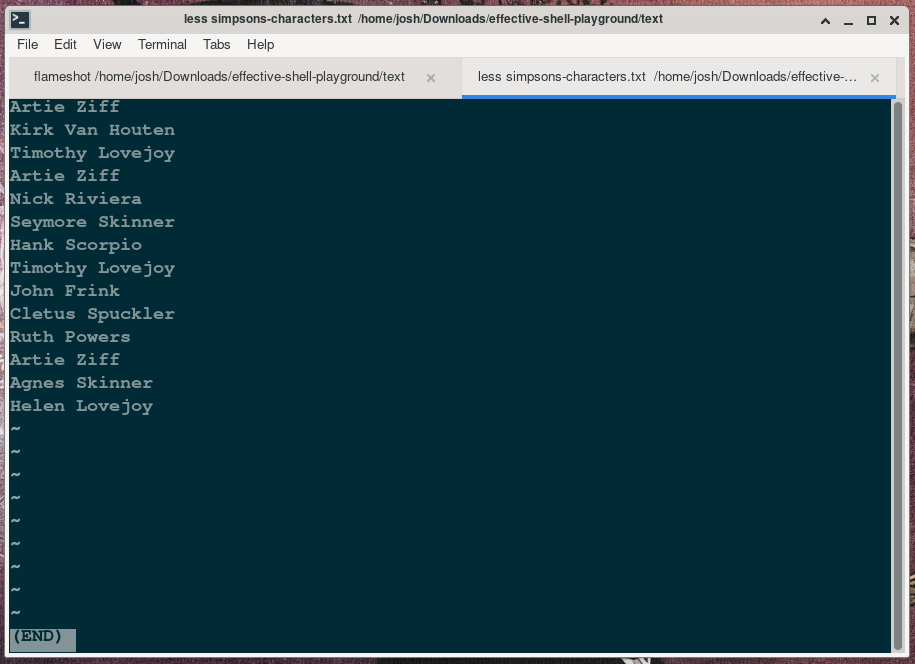 less simpsons-characters.txt /home/josh/Downloads/effective-shell-playground/text
File Edit View Terminal Tabs Help
flameshot /home/josh/Downloads/effective-shell-playground/text
less simpsons-characters.txt /home/josh/Downloads/effective-...
Artie Ziff
Kirk Van Houten
Timothy Lovejoy
Artie Ziff
Nick Riviera
Seymore Skinner
Hank Scorpio
Timothy Lovejoy
John Frink
Cletus Spuckler
Ruth Powers
Artie Ziff
Agnes Skinner
Helen Lovejoy
~
~
~
~
~
~
~
~
~
(END)